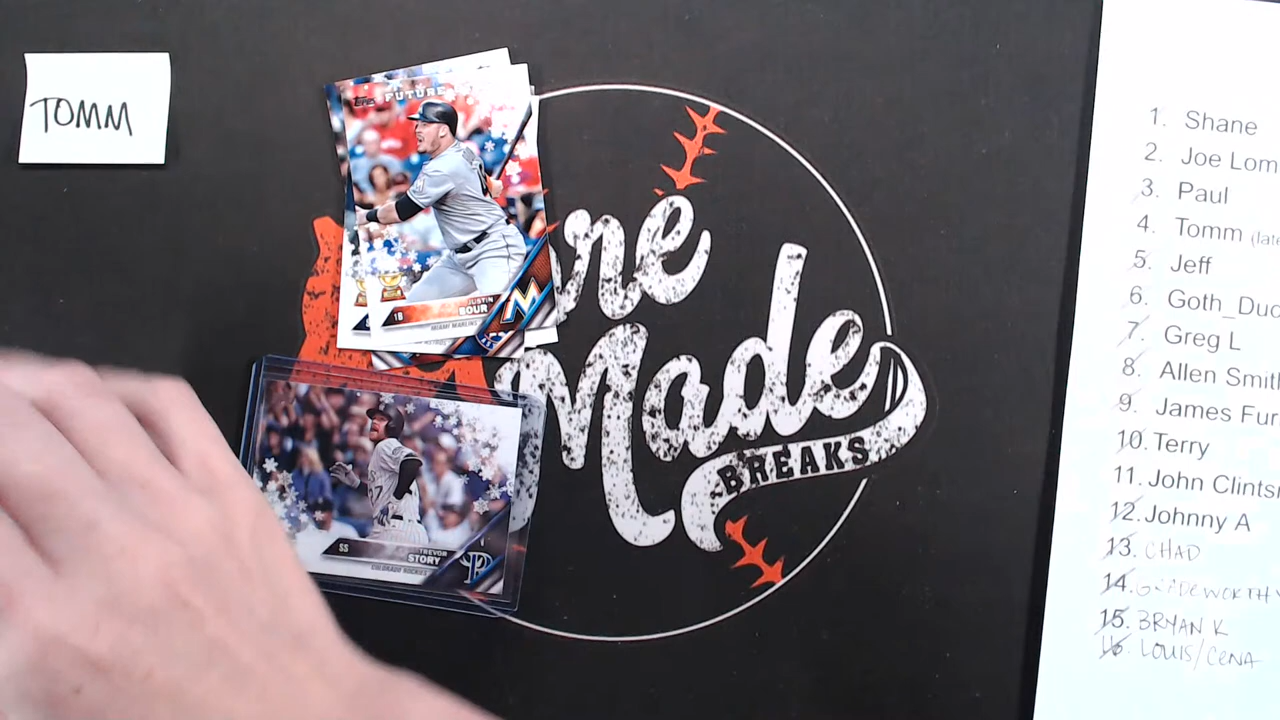 TOMM
Topps FUTURE
1B JUSTIN
BOUR
MIAMI MARLINS
SS TREVOR
STORY
COLORADO ROCKIES
Made
BREAKS
1. Shane
2. Joe Lom
3. Paul
4. Tomm (late
5. Jeff
6. Goth_Duc
7. Greg L
8. Allen Smith
9. James Fur
10. Terry
11. John Clints
12. Johnny A
13. CHAD
14.
15. BRYAN K
16. LOUIS/CENA